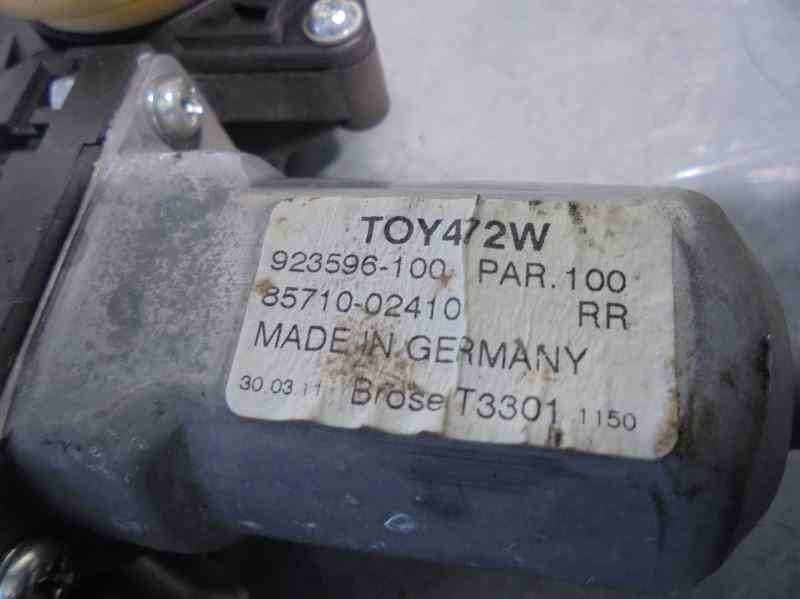 TOY472W
923596-100 PAR.100
85710-02410 RR
MADE IN GERMANY
30.03.11 Brose T3301 1150